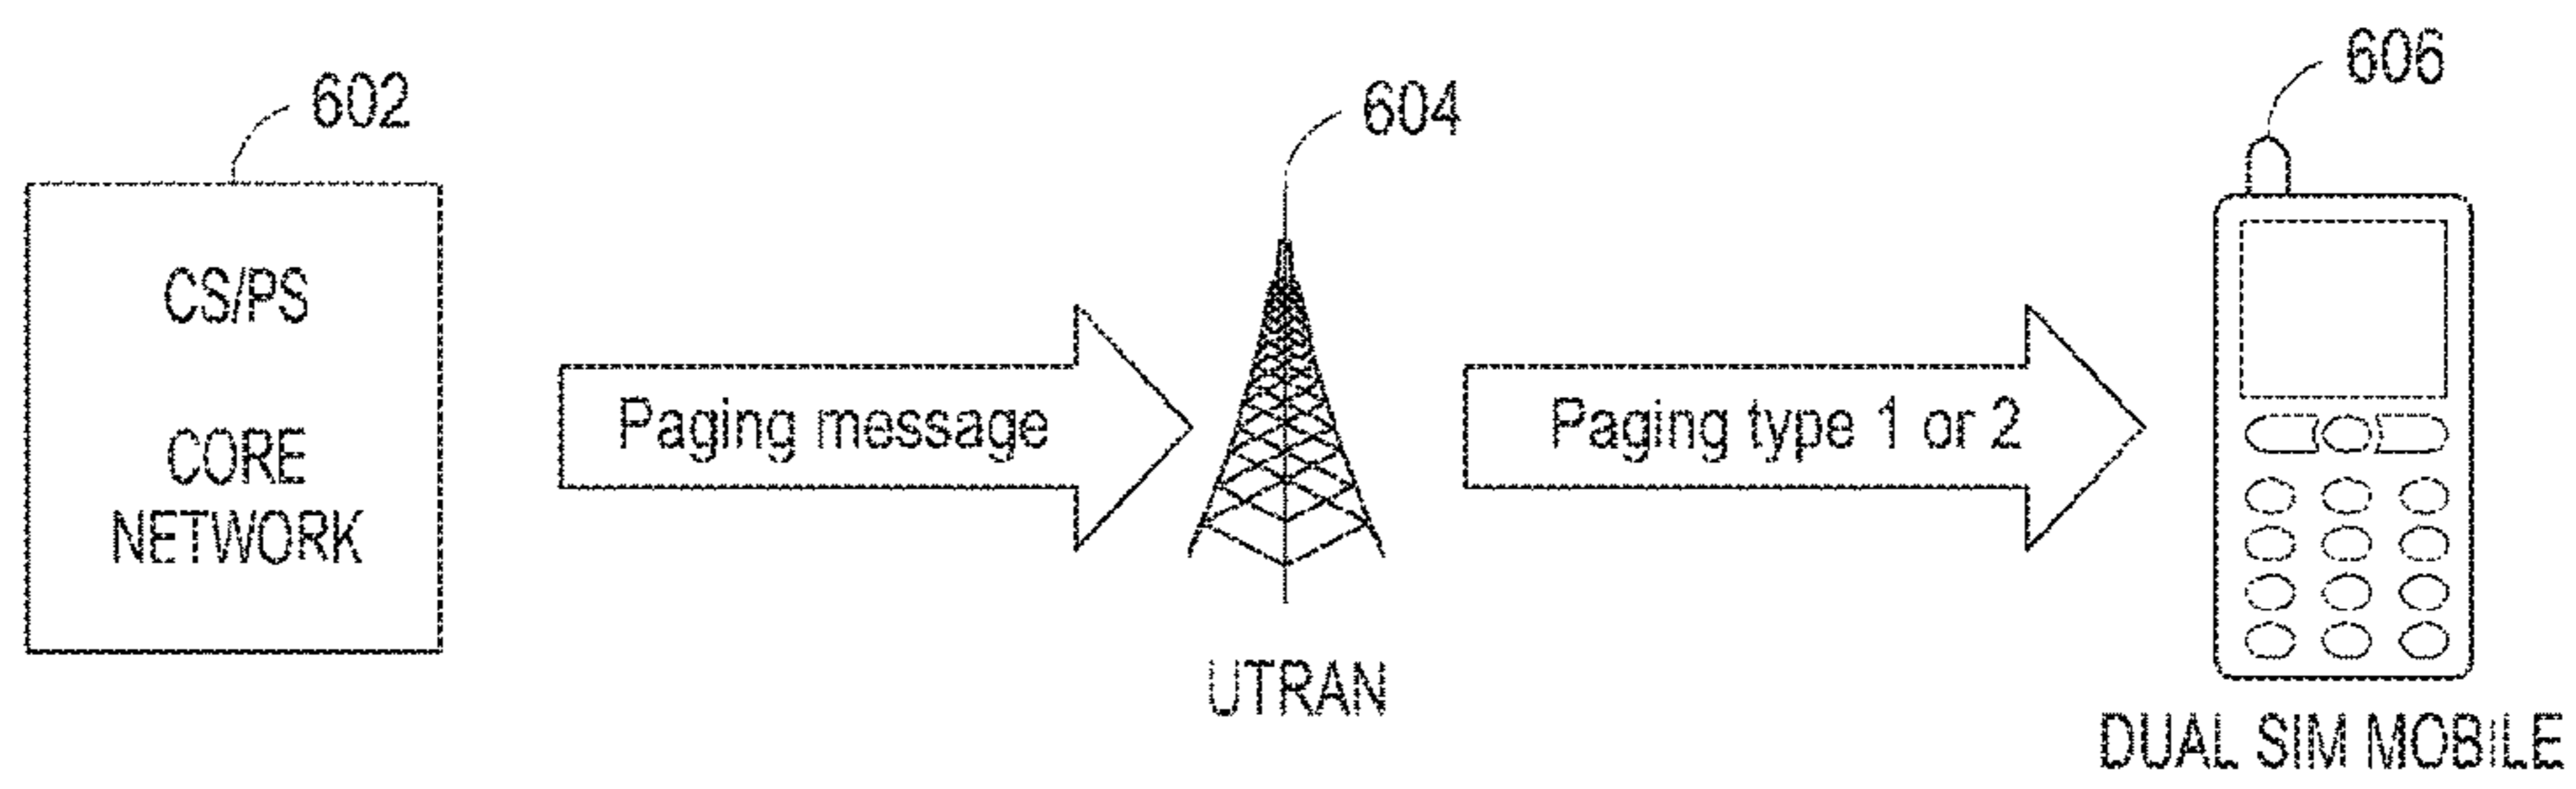 602
604
606
CS/PS
CORE
NETWORK
Paging message
Paging type 1 or 2
UTRAN
DUAL SIM MOBILE